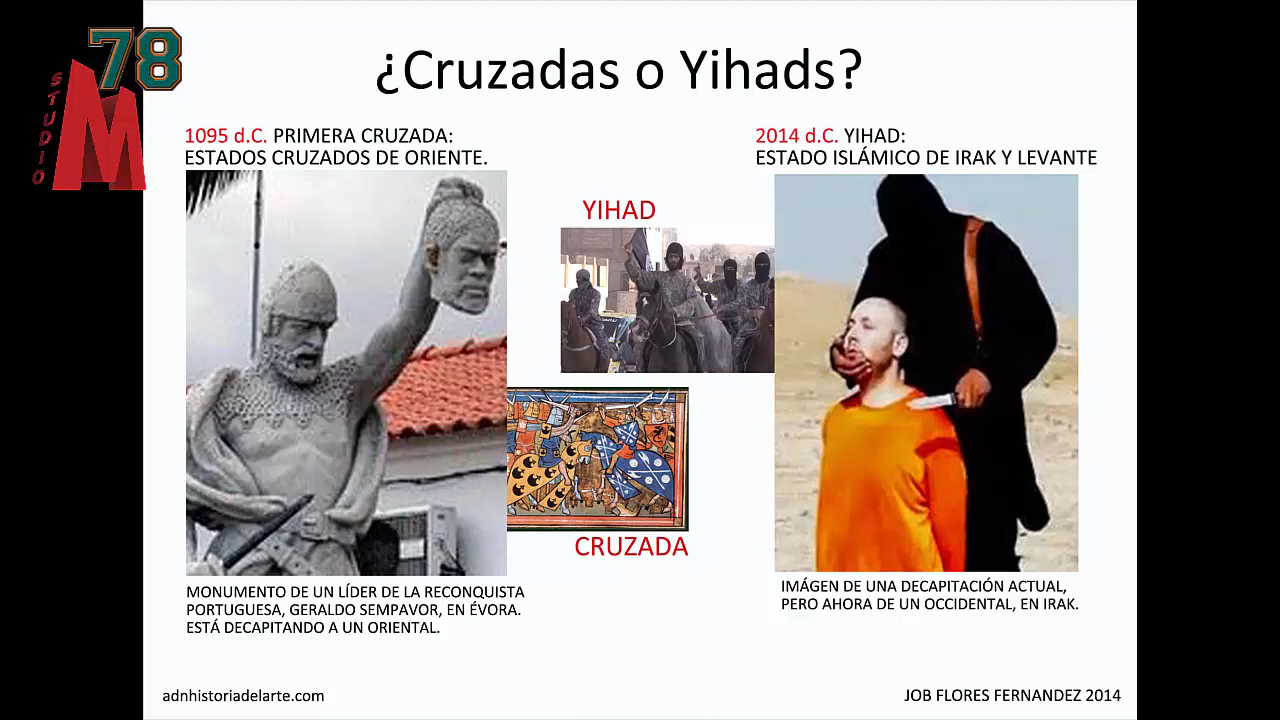 78
STUDIO
M
¿Cruzadas o Yihads?
1095 d.C. PRIMERA CRUZADA:
ESTADOS CRUZADOS DE ORIENTE.
2014 d.C. YIHAD:
ESTADO ISLÁMICO DE IRAK Y LEVANTE
YIHAD
CRUZADA
MONUMENTO DE UN LÍDER DE LA RECONQUISTA
PORTUGUESA, GERALDO SEMPAVOR, EN ÉVORA.
ESTÁ DECAPITANDO A UN ORIENTAL.
IMÁGEN DE UNA DECAPITACIÓN ACTUAL,
PERO AHORA DE UN OCCIDENTAL, EN IRAK.
adnhistoriadelarte.com
JOB FLORES FERNANDEZ 2014